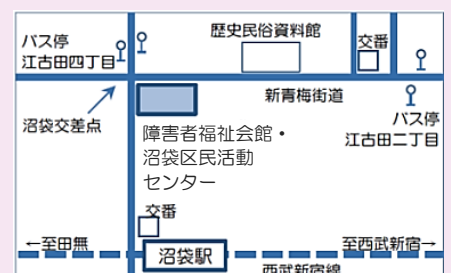 歴史民俗資料館
交番
バス停
江古田四丁目
新青梅街道
バス停
江古田二丁目
沼袋交差点
障害者福祉会館・
沼袋区民活動
センター
交番
←至田無
至西武新宿→
沼袋駅
西武新宿線